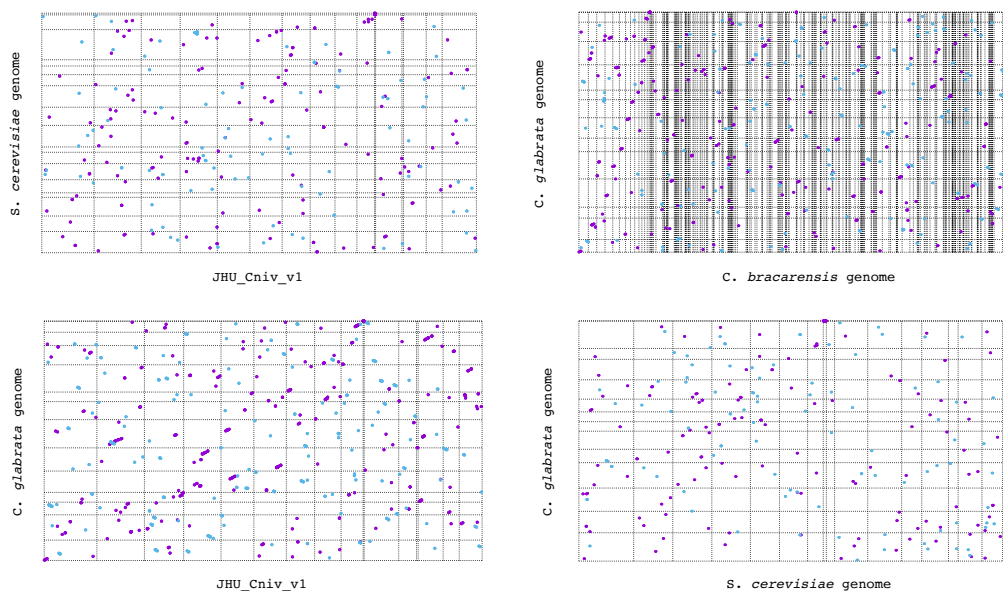 S. cerevisiae genome
JHU_Cniv_v1
C. glabrata genome
C. bracarensis genome
C. glabrata genome
JHU_Cniv_v1
C. glabrata genome
S. cerevisiae genome